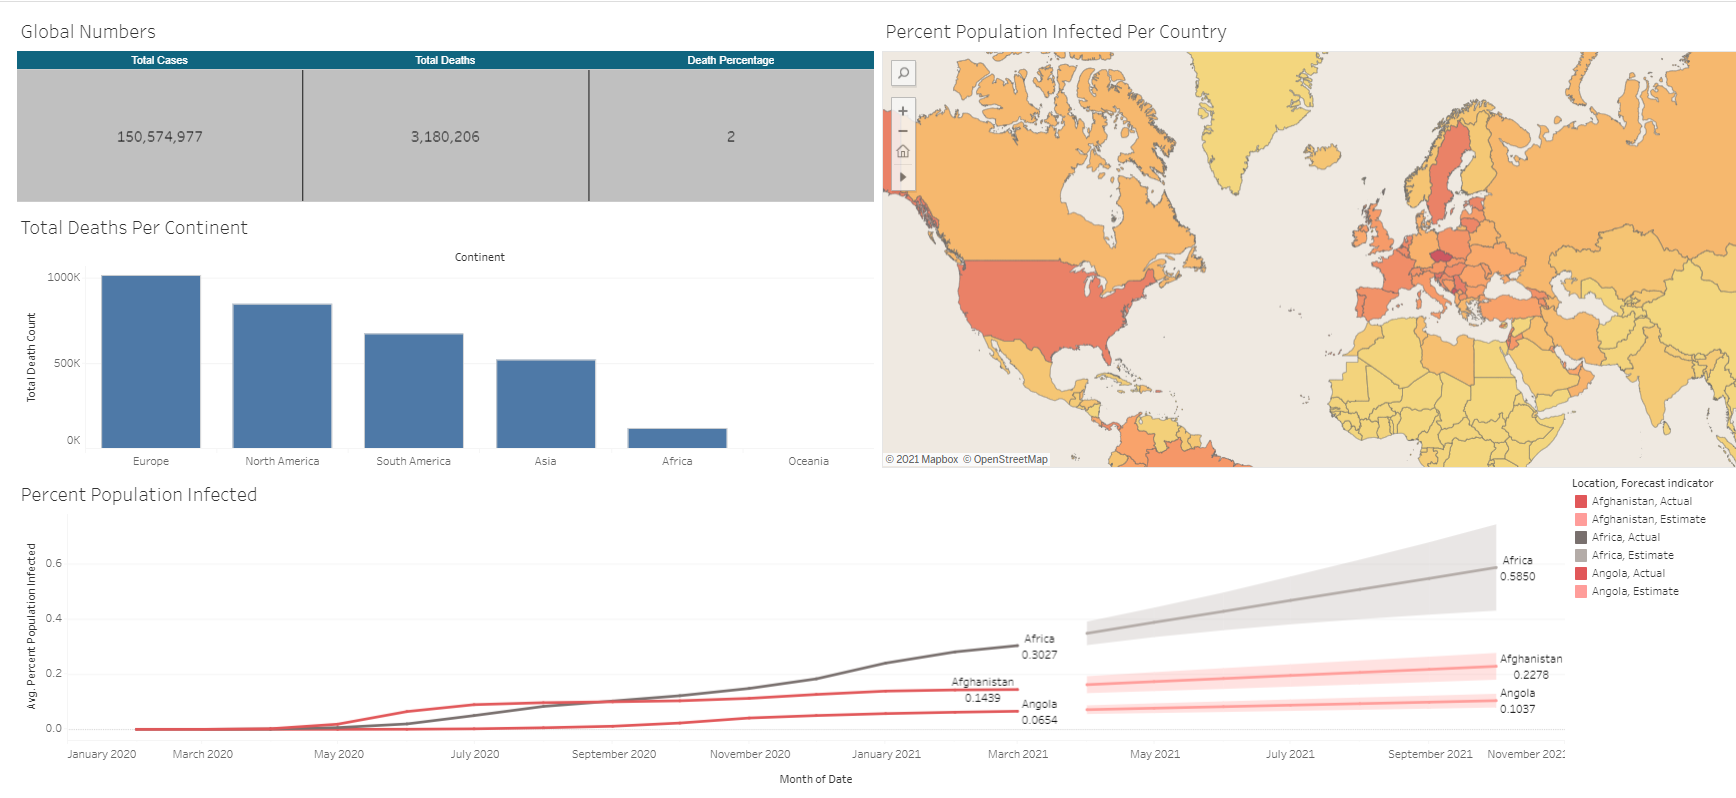 Global Numbers
Total Cases Total Deaths Death Percentage
150,574,977 3,180,206 2
Total Deaths Per Continent
Continent
Total Death Count
1000K
500K
0K
Europe North America South America Asia Africa Oceania
Percent Population Infected Per Country
© 2021 Mapbox © OpenStreetMap
Percent Population Infected
Avg. Percent Population Infected
0.6
0.4
0.2
0.0
Africa
0.3027
Afghanistan
0.1439
Angola
0.0654
Africa
0.5850
Afghanistan
0.2278
Angola
0.1037
January 2020 March 2020 May 2020 July 2020 September 2020 November 2020 January 2021 March 2021 May 2021 July 2021 September 2021 November 2021
Month of Date
Location, Forecast indicator
Afghanistan, Actual
Afghanistan, Estimate
Africa, Actual
Africa, Estimate
Angola, Actual
Angola, Estimate